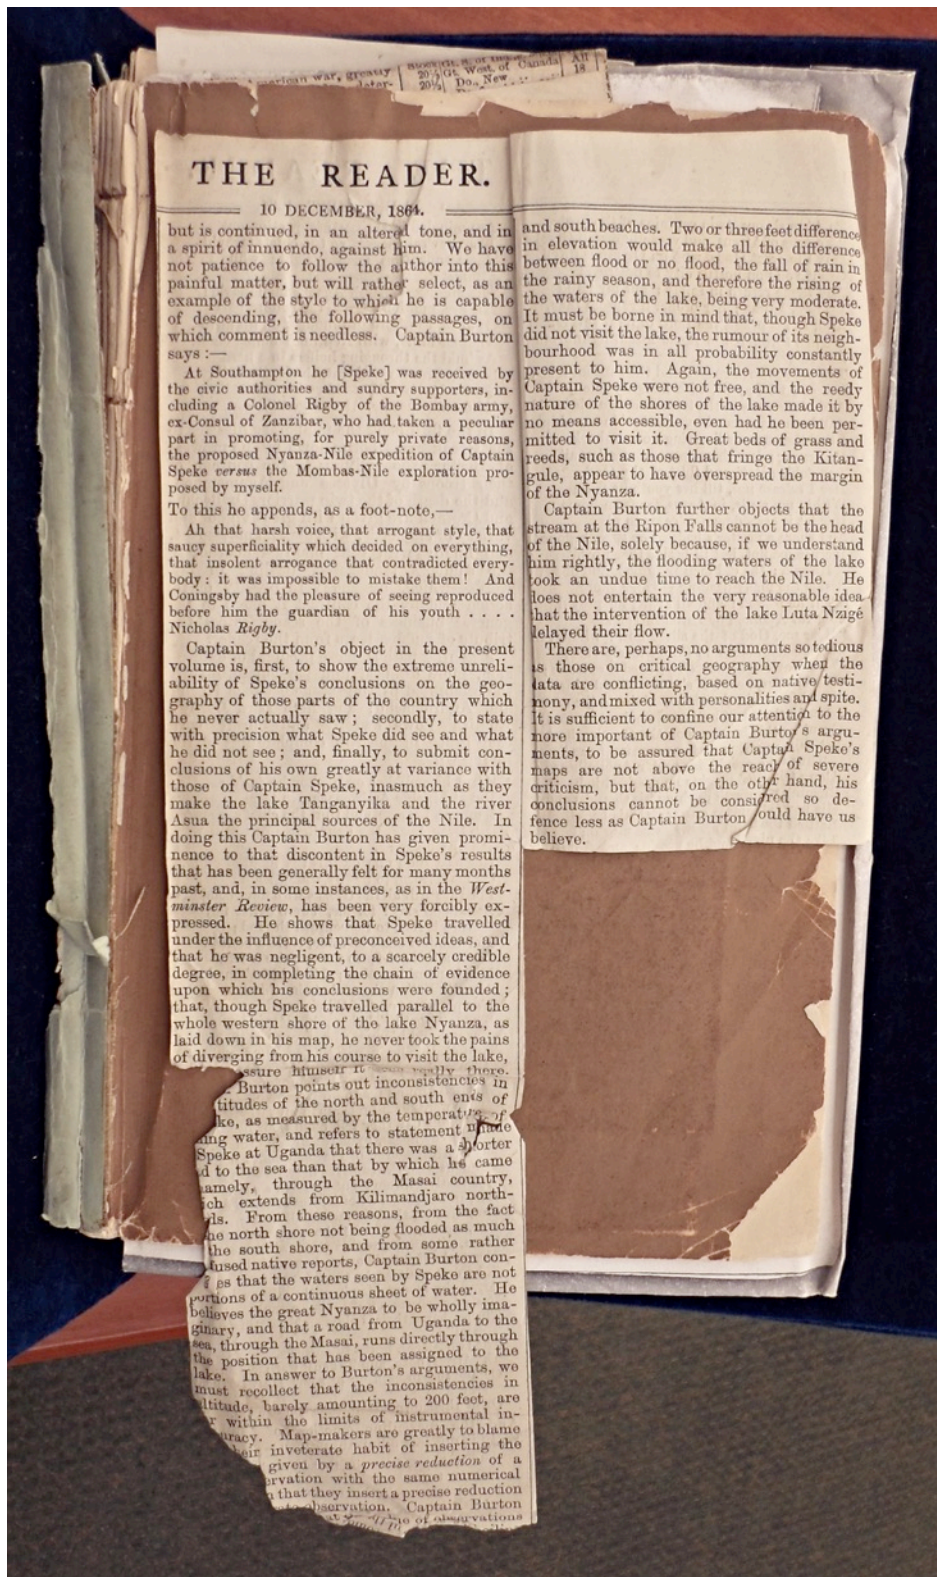 American war, greatly
20½ Gt. West. of Canada All 18
20½ Do., New
THE READER.
10 DECEMBER, 1864.
but is continued, in an altered tone, and in
a spirit of innuendo, against him. We have
not patience to follow the author into this
painful matter, but will rather select, as an
example of the style to which he is capable
of descending, the following passages, on
which comment is needless. Captain Burton
says :—
At Southampton he [Speke] was received by
the civic authorities and sundry supporters, in-
cluding a Colonel Rigby of the Bombay army,
ex-Consul of Zanzibar, who had taken a peculiar
part in promoting, for purely private reasons,
the proposed Nyanza-Nile expedition of Captain
Speke versus the Mombas-Nile exploration pro-
posed by myself.
To this he appends, as a foot-note,—
Ah that harsh voice, that arrogant style, that
saucy superficiality which decided on everything,
that insolent arrogance that contradicted every-
body : it was impossible to mistake them! And
Coningsby had the pleasure of seeing reproduced
before him the guardian of his youth . . . .
Nicholas Rigby.
Captain Burton's object in the present
volume is, first, to show the extreme unreli-
ability of Speke's conclusions on the geo-
graphy of those parts of the country which
he never actually saw ; secondly, to state
with precision what Speke did see and what
he did not see ; and, finally, to submit con-
clusions of his own greatly at variance with
those of Captain Speke, inasmuch as they
make the lake Tanganyika and the river
Asua the principal sources of the Nile. In
doing this Captain Burton has given promi-
nence to that discontent in Speke's results
that has been generally felt for many months
past, and, in some instances, as in the West-
minster Review, has been very forcibly ex-
pressed. He shows that Speke travelled
under the influence of preconceived ideas, and
that he was negligent, to a scarcely credible
degree, in completing the chain of evidence
upon which his conclusions were founded ;
that, though Speke travelled parallel to the
whole western shore of the lake Nyanza, as
laid down in his map, he never took the pains
of diverging from his course to visit the lake,
assure himself it really there.
Burton points out inconsistencies in
titudes of the north and south ends of
ke, as measured by the temperature of
ing water, and refers to statement made
Speke at Uganda that there was a shorter
d to the sea than that by which he came
amely, through the Masai country,
ich extends from Kilimandjaro north-
ds. From these reasons, from the fact
he north shore not being flooded as much
the south shore, and from some rather
fused native reports, Captain Burton con-
es that the waters seen by Speke are not
portions of a continuous sheet of water. He
believes the great Nyanza to be wholly ima-
ginary, and that a road from Uganda to the
sea, through the Masai, runs directly through
the position that has been assigned to the
lake. In answer to Burton's arguments, we
must recollect that the inconsistencies in
ltitude, barely amounting to 200 feet, are
r within the limits of instrumental in-
uracy. Map-makers are greatly to blame
heir inveterate habit of inserting the
given by a precise reduction of a
ervation with the same numerical
that they insert a precise reduction
observation. Captain Burton
of observations
and south beaches. Two or three feet difference
in elevation would make all the difference
between flood or no flood, the fall of rain in
the rainy season, and therefore the rising of
the waters of the lake, being very moderate.
It must be borne in mind that, though Speke
did not visit the lake, the rumour of its neigh-
bourhood was in all probability constantly
present to him. Again, the movements of
Captain Speke were not free, and the reedy
nature of the shores of the lake made it by
no means accessible, even had he been per-
mitted to visit it. Great beds of grass and
reeds, such as those that fringe the Kitan-
gule, appear to have overspread the margin
of the Nyanza.
Captain Burton further objects that the
stream at the Ripon Falls cannot be the head
of the Nile, solely because, if we understand
him rightly, the flooding waters of the lake
took an undue time to reach the Nile. He
does not entertain the very reasonable idea
that the intervention of the lake Luta Nzigé
delayed their flow.
There are, perhaps, no arguments so tedious
as those on critical geography when the
data are conflicting, based on native testi-
mony, and mixed with personalities and spite.
It is sufficient to confine our attention to the
more important of Captain Burton's argu-
ments, to be assured that Captain Speke's
maps are not above the reach of severe
criticism, but that, on the other hand, his
conclusions cannot be considered so de-
fence less as Captain Burton would have us
believe.